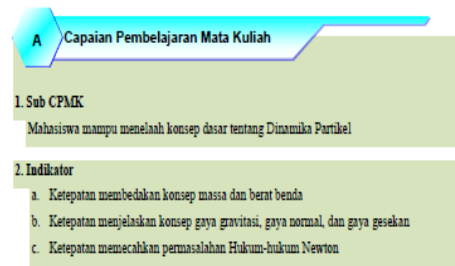 A
Capaian Pembelajaran Mata Kuliah
1. Sub CPMK
Mahasiswa mampu menelaah konsep dasar tentang Dinamika Partikel
2. Indikator
a. Ketepatan membedakan konsep massa dan berat benda
b. Ketepatan menjelaskan konsep gaya gravitasi, gaya normal, dan gaya gesekan
c. Ketepatan memecahkan permasalahan Hukum-hukum Newton